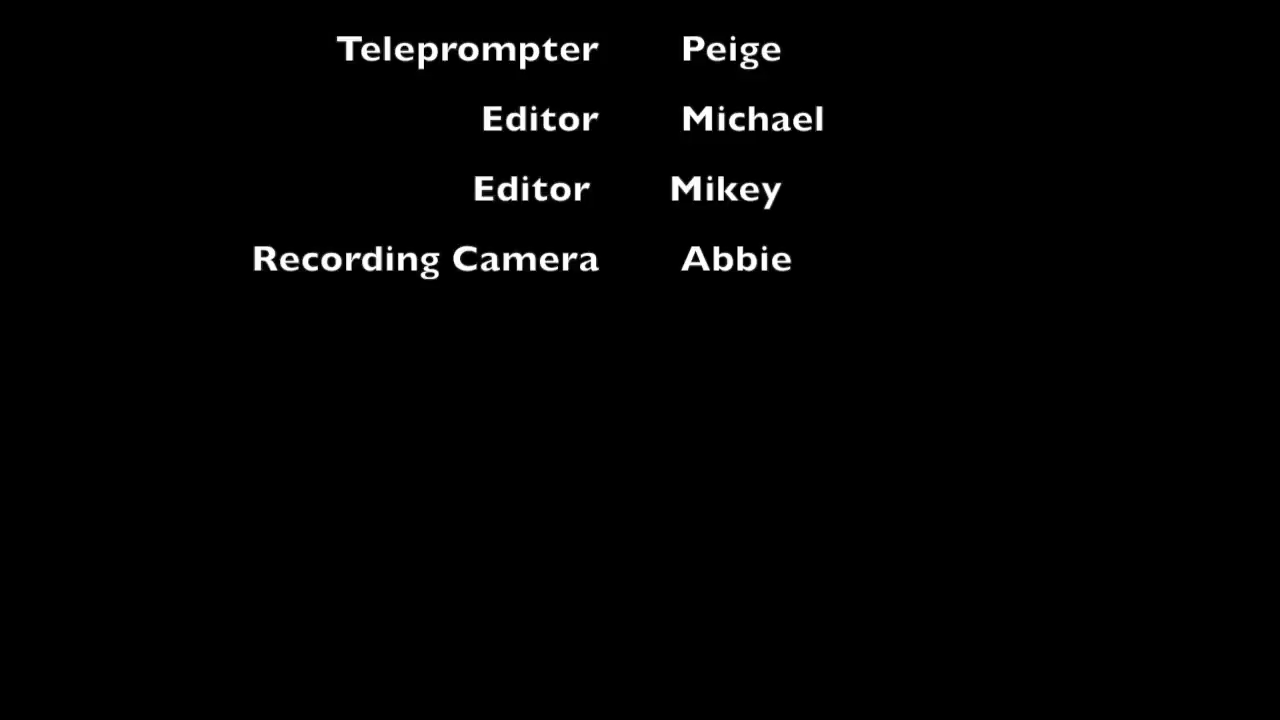 Teleprompter Peige
Editor Michael
Editor Mikey
Recording Camera Abbie